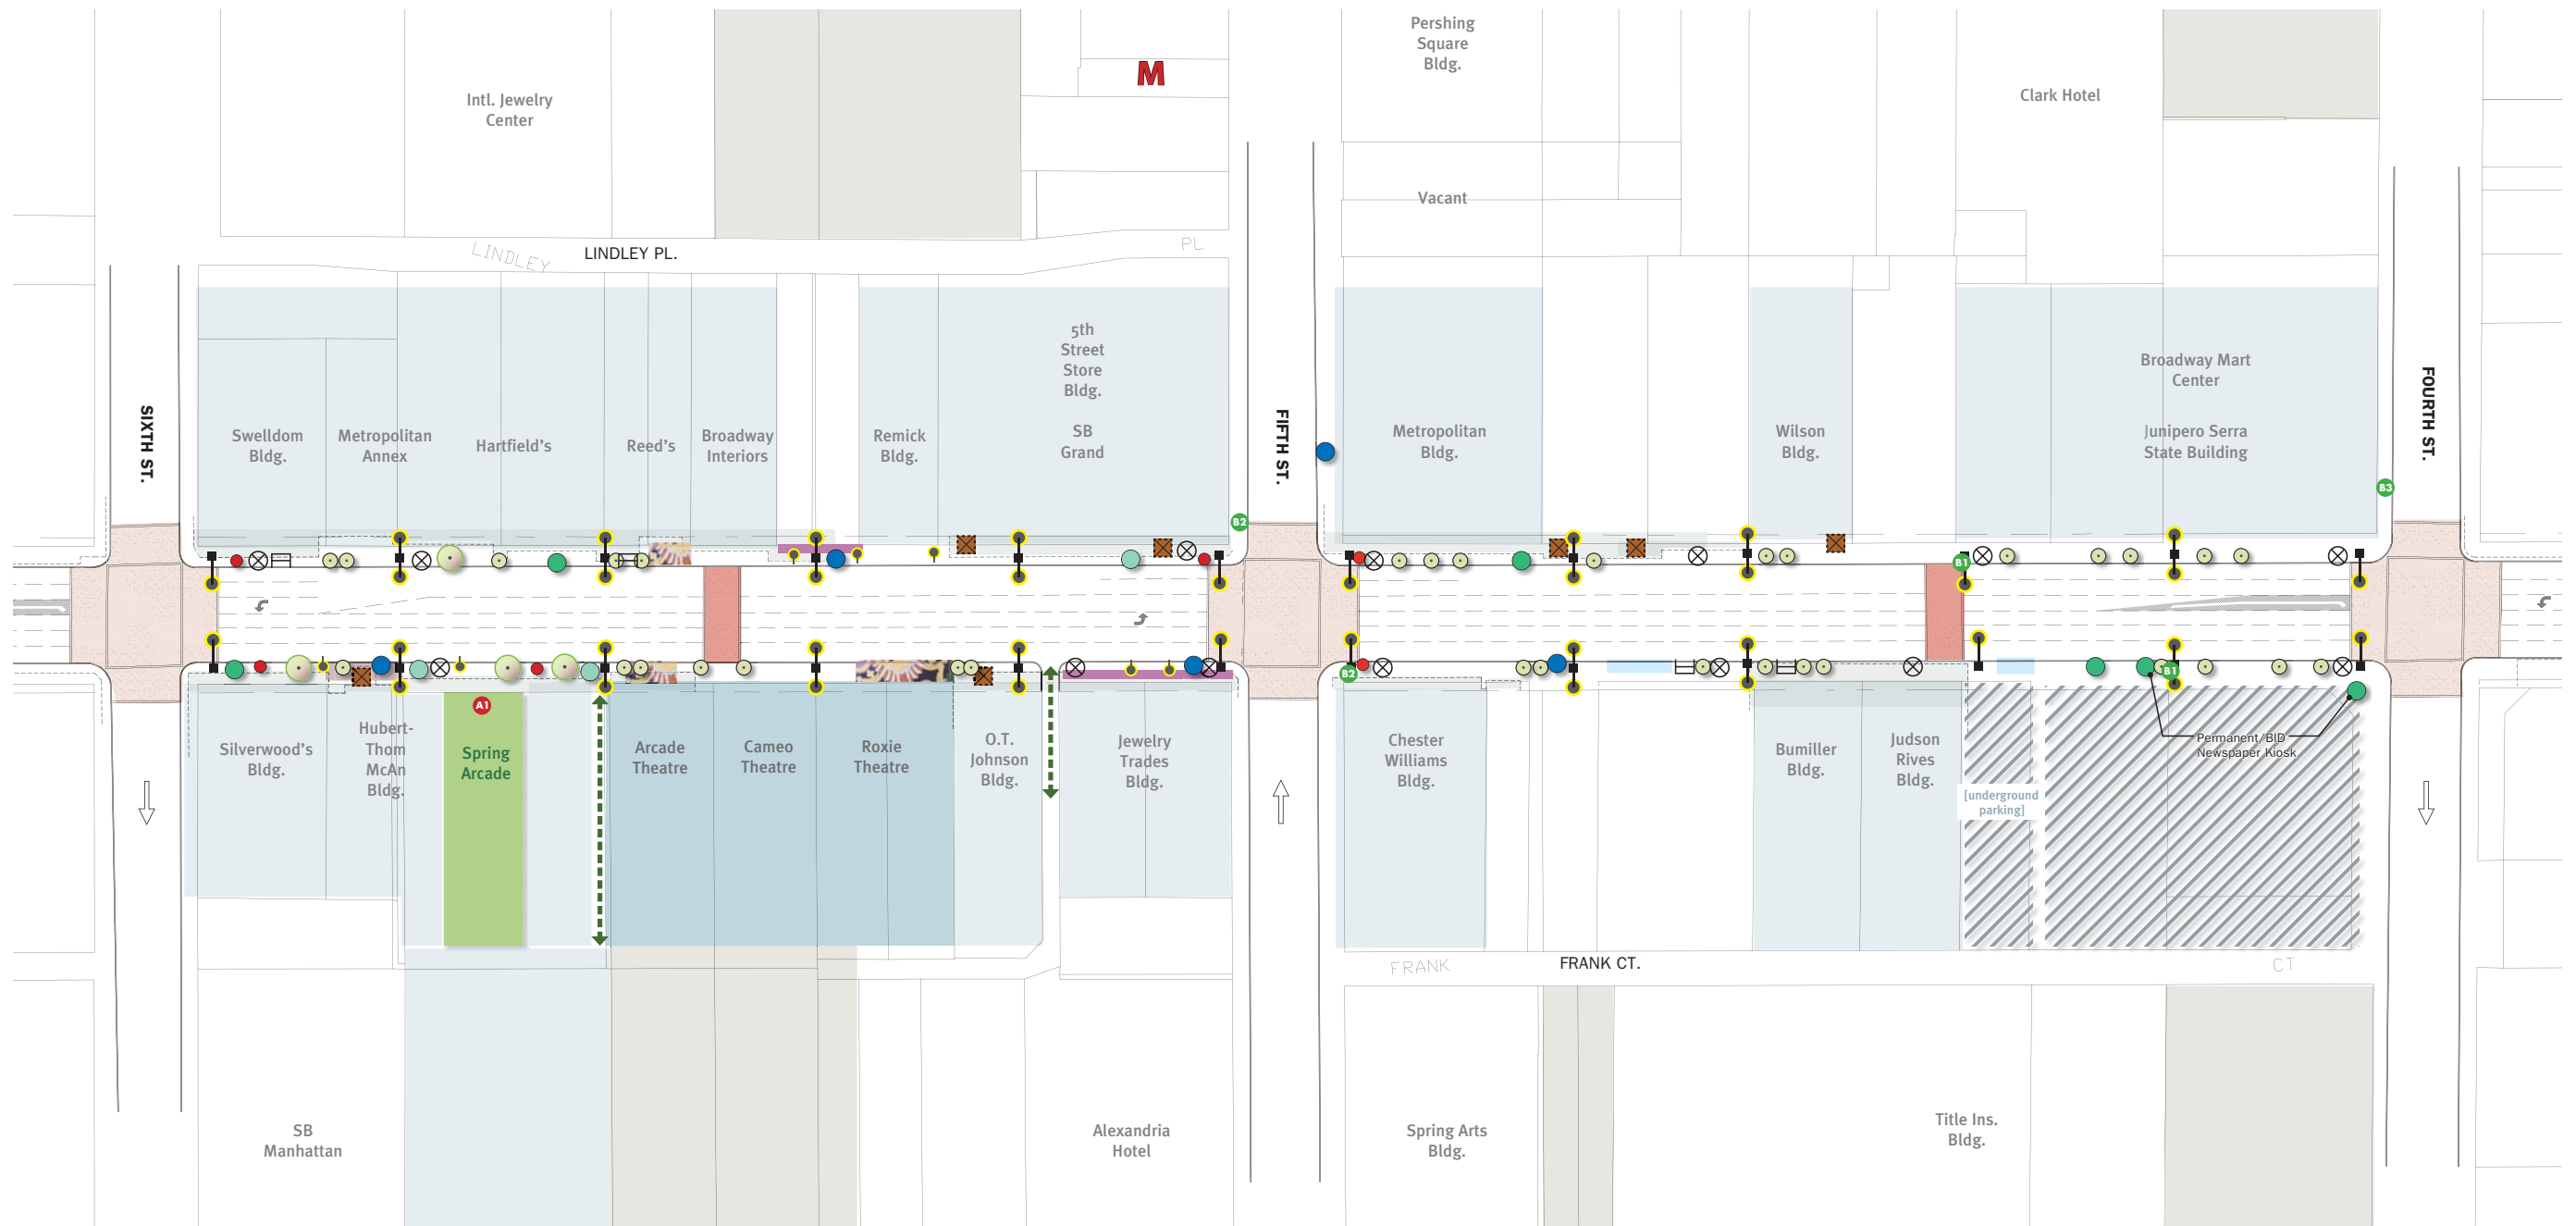 Pershing
Square
Bldg.
M
Intl. Jewelry
Center
Clark Hotel
Vacant
LINDLEY
LINDLEY PL.
PL
5th
Street
Store
Bldg.
SB
Grand
Broadway Mart
Center
Junipero Serra
State Building
SIXTH ST.
FIFTH ST.
FOURTH ST.
Swelldom
Bldg.
Metropolitan
Annex
Hartfield's
Reed's
Broadway
Interiors
Remick
Bldg.
Metropolitan
Bldg.
Wilson
Bldg.
B3
B2
B1
B2
B1
A1
Silverwood's
Bldg.
Hubert-
Thom
McAn
Bldg.
Spring
Arcade
Arcade
Theatre
Cameo
Theatre
Roxie
Theatre
O.T.
Johnson
Bldg.
Jewelry
Trades
Bldg.
Chester
Williams
Bldg.
Bumiller
Bldg.
Judson
Rives
Bldg.
Permanent/BID
Newspaper Kiosk
[underground
parking]
FRANK
FRANK CT.
CT
SB
Manhattan
Alexandria
Hotel
Spring Arts
Bldg.
Title Ins.
Bldg.